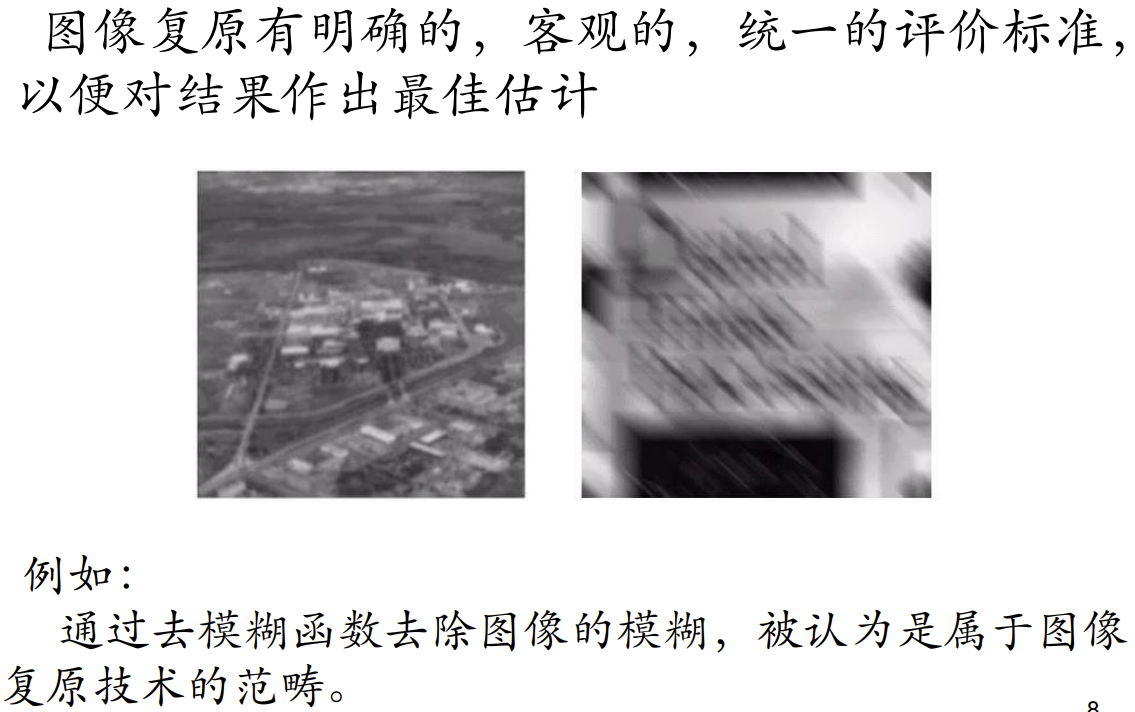 图像复原有明确的，客观的，统一的评价标准，
以便对结果作出最佳估计
例如：
通过去模糊函数去除图像的模糊，被认为是属于图像
复原技术的范畴。
8